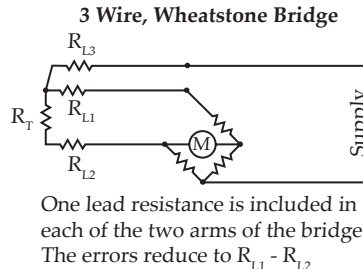 3 Wire, Wheatstone Bridge
R_L3
R_L1
R_T
M
Supply
R_L2
One lead resistance is included in
each of the two arms of the bridge
The errors reduce to R_L1 - R_L2